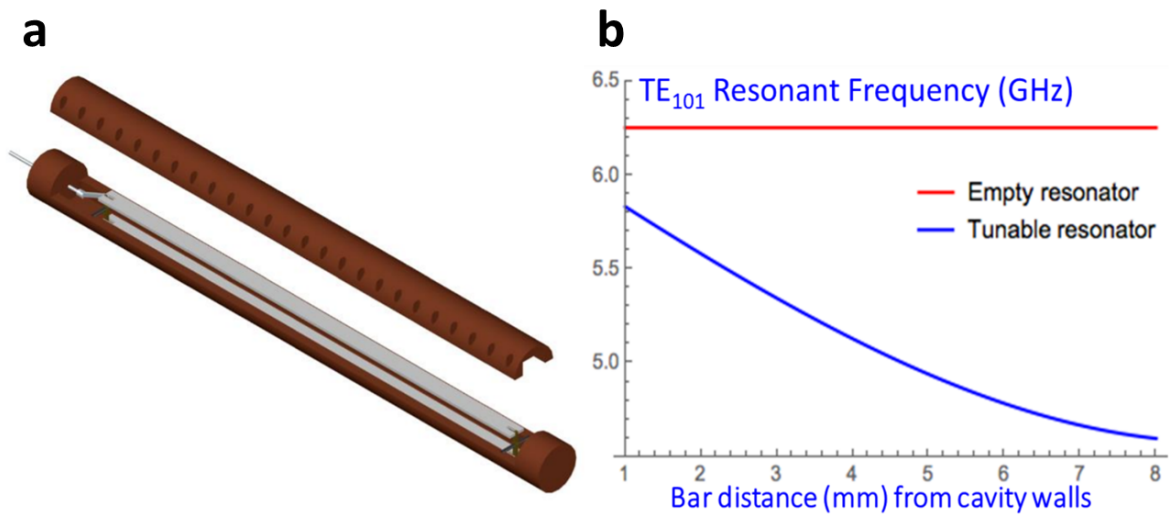 a
b
6.5
TE₁₀₁ Resonant Frequency (GHz)
6.0
Empty resonator
Tunable resonator
5.5
5.0
1 2 3 4 5 6 7 8
Bar distance (mm) from cavity walls